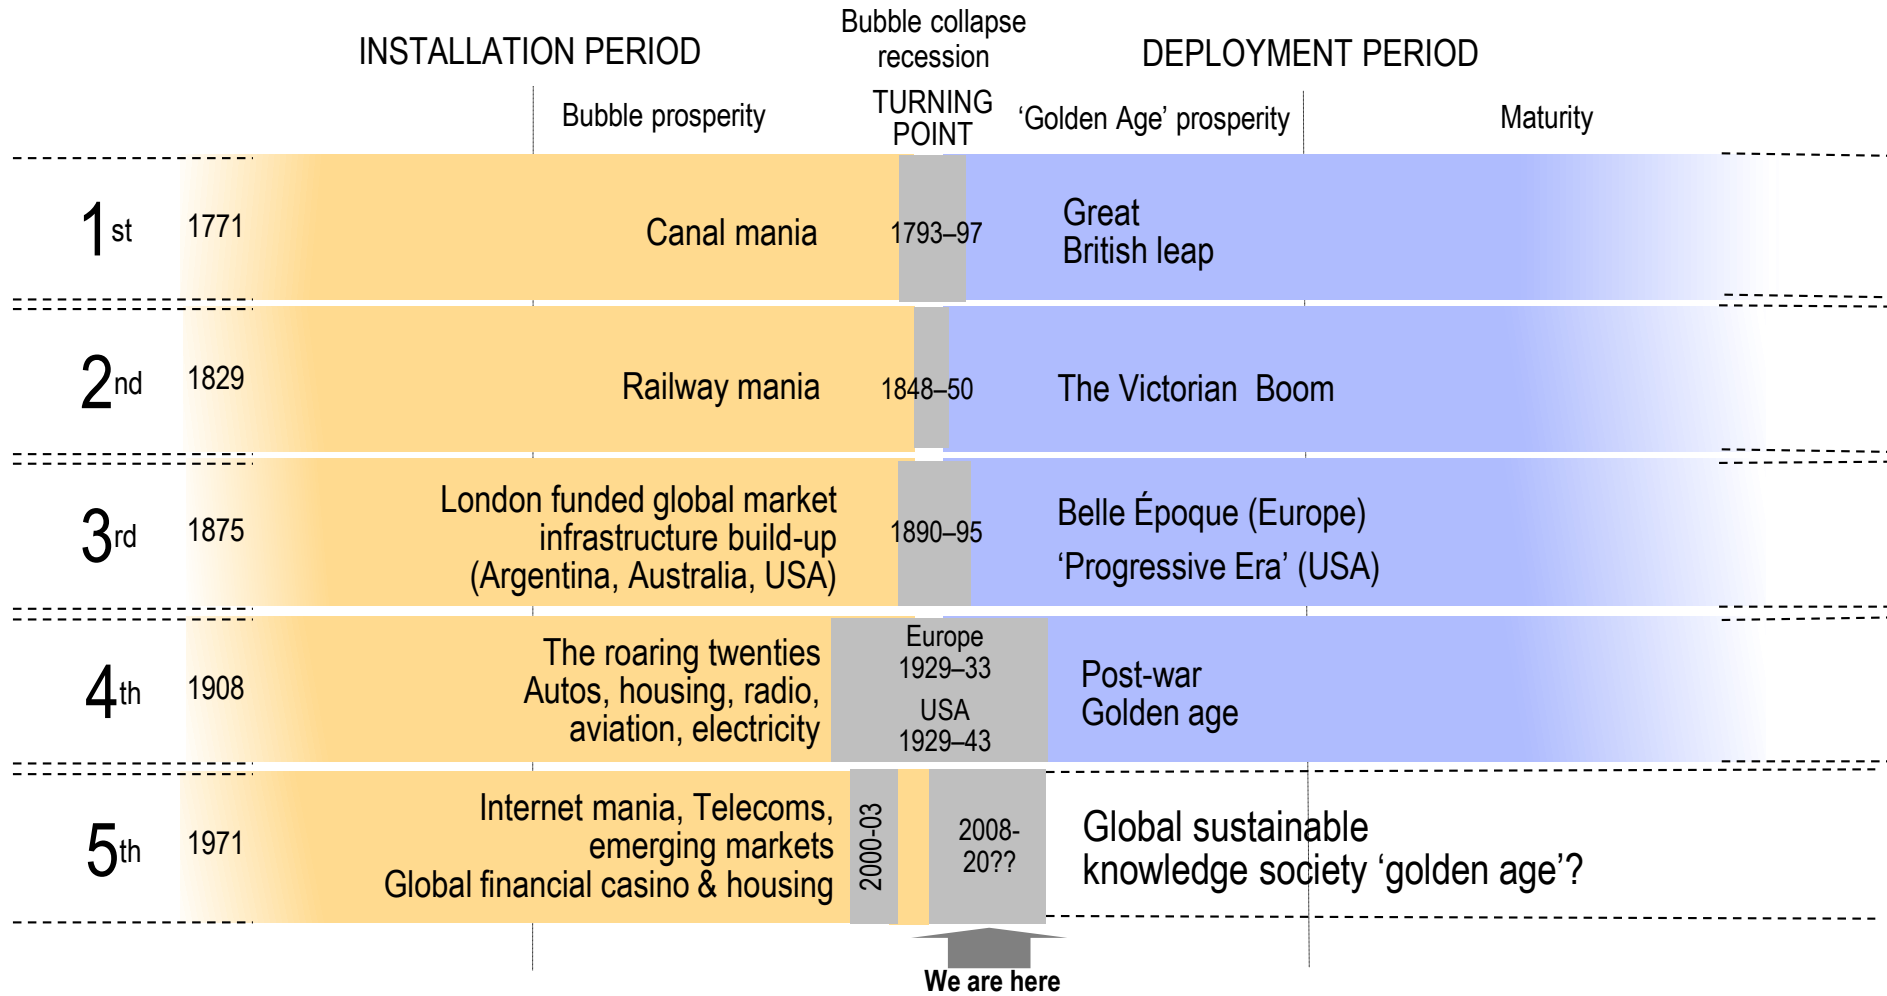 INSTALLATION PERIOD
Bubble collapse
recession
DEPLOYMENT PERIOD
Bubble prosperity
TURNING
POINT
‘Golden Age’ prosperity
Maturity
1st
1771
Canal mania
1793–97
Great
British leap
2nd
1829
Railway mania
1848–50
The Victorian Boom
3rd
1875
London funded global market
infrastructure build-up
(Argentina, Australia, USA)
1890–95
Belle Époque (Europe)
‘Progressive Era’ (USA)
4th
1908
The roaring twenties
Autos, housing, radio,
aviation, electricity
Europe
1929–33
USA
1929–43
Post-war
Golden age
5th
1971
Internet mania, Telecoms,
emerging markets
Global financial casino & housing
2000-03
2008-
20??
Global sustainable
knowledge society ‘golden age’?
We are here